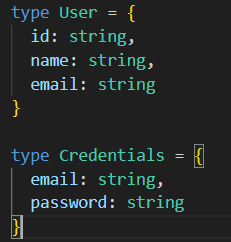 type User = {
  id: string,
  name: string,
  email: string
}

type Credentials = {
  email: string,
  password: string
}